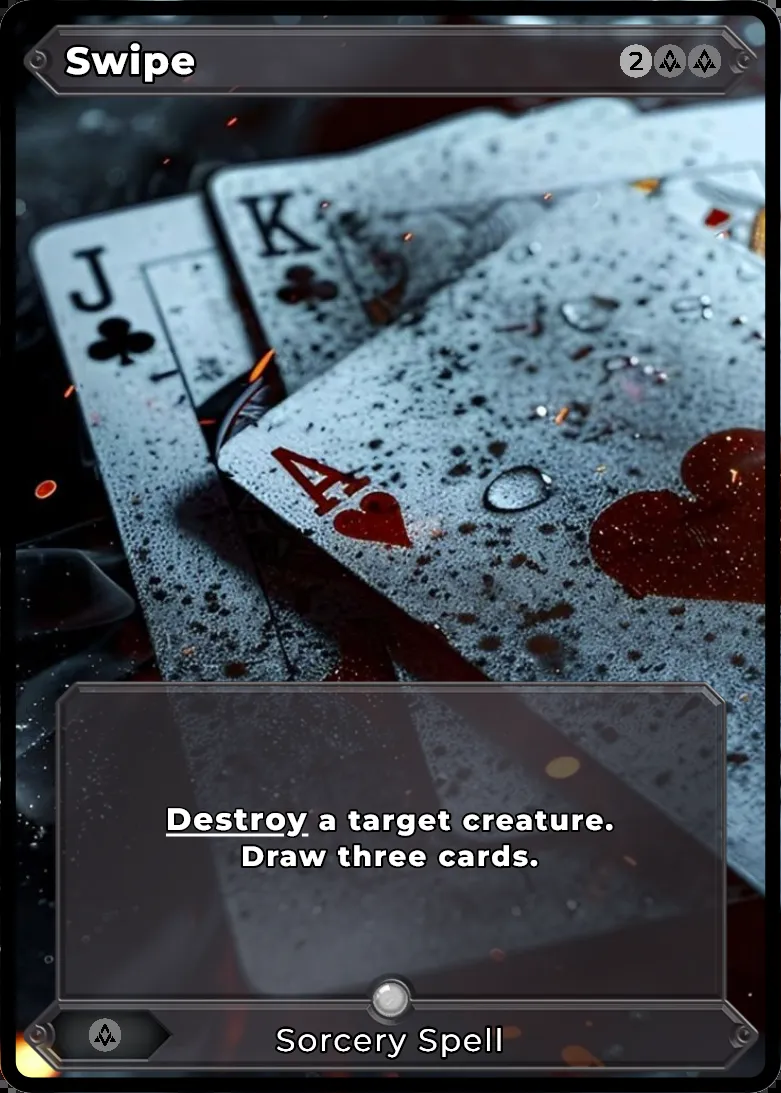 Swipe
2
J
K
A
Destroy a target creature.
Draw three cards.
Sorcery Spell